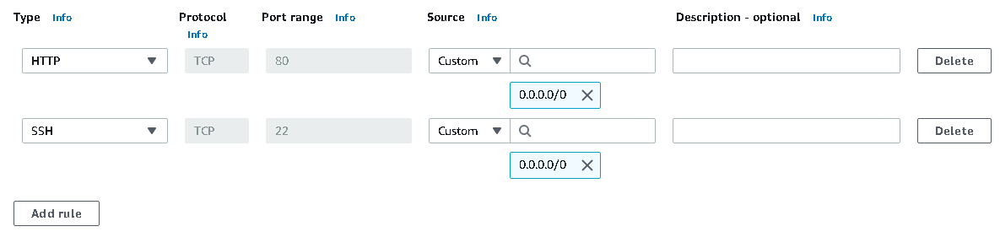 Type Info Protocol Info Port range Info Source Info Description - optional Info
HTTP TCP 80 Custom Delete
0.0.0.0/0
SSH TCP 22 Custom Delete
0.0.0.0/0
Add rule